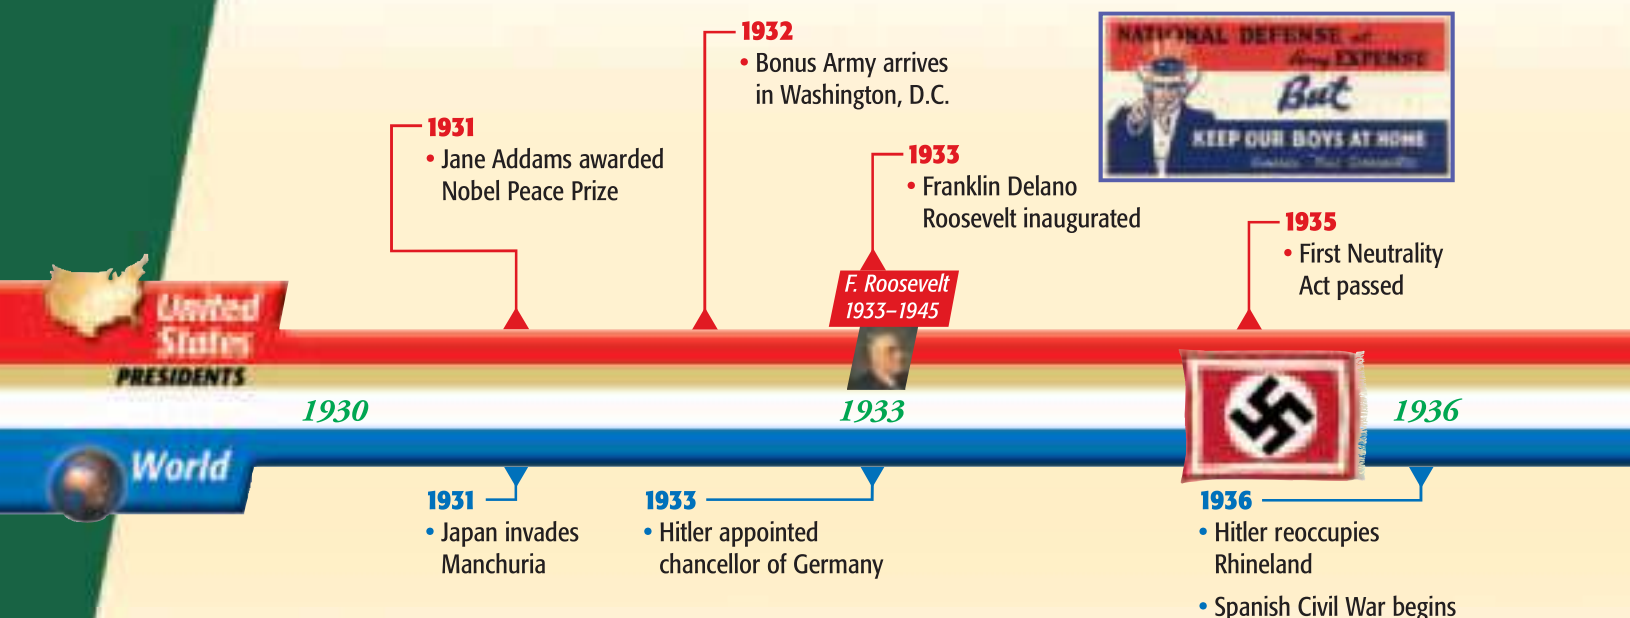 1932
• Bonus Army arrives
in Washington, D.C.
NATIONAL DEFENSE at
Any EXPENSE
But
KEEP OUR BOYS AT HOME
1931
• Jane Addams awarded
Nobel Peace Prize
1933
• Franklin Delano
Roosevelt inaugurated
1935
• First Neutrality
Act passed
United
States
PRESIDENTS
F. Roosevelt
1933–1945
1930
1933
1936
World
1931
• Japan invades
Manchuria
1933
• Hitler appointed
chancellor of Germany
1936
• Hitler reoccupies
Rhineland
• Spanish Civil War begins